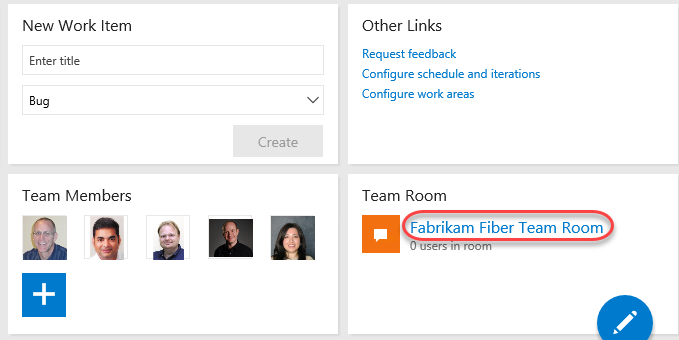 New Work Item
Enter title
Bug
Create
Other Links
Request feedback
Configure schedule and iterations
Configure work areas
Team Members
Team Room
Fabrikam Fiber Team Room
0 users in room